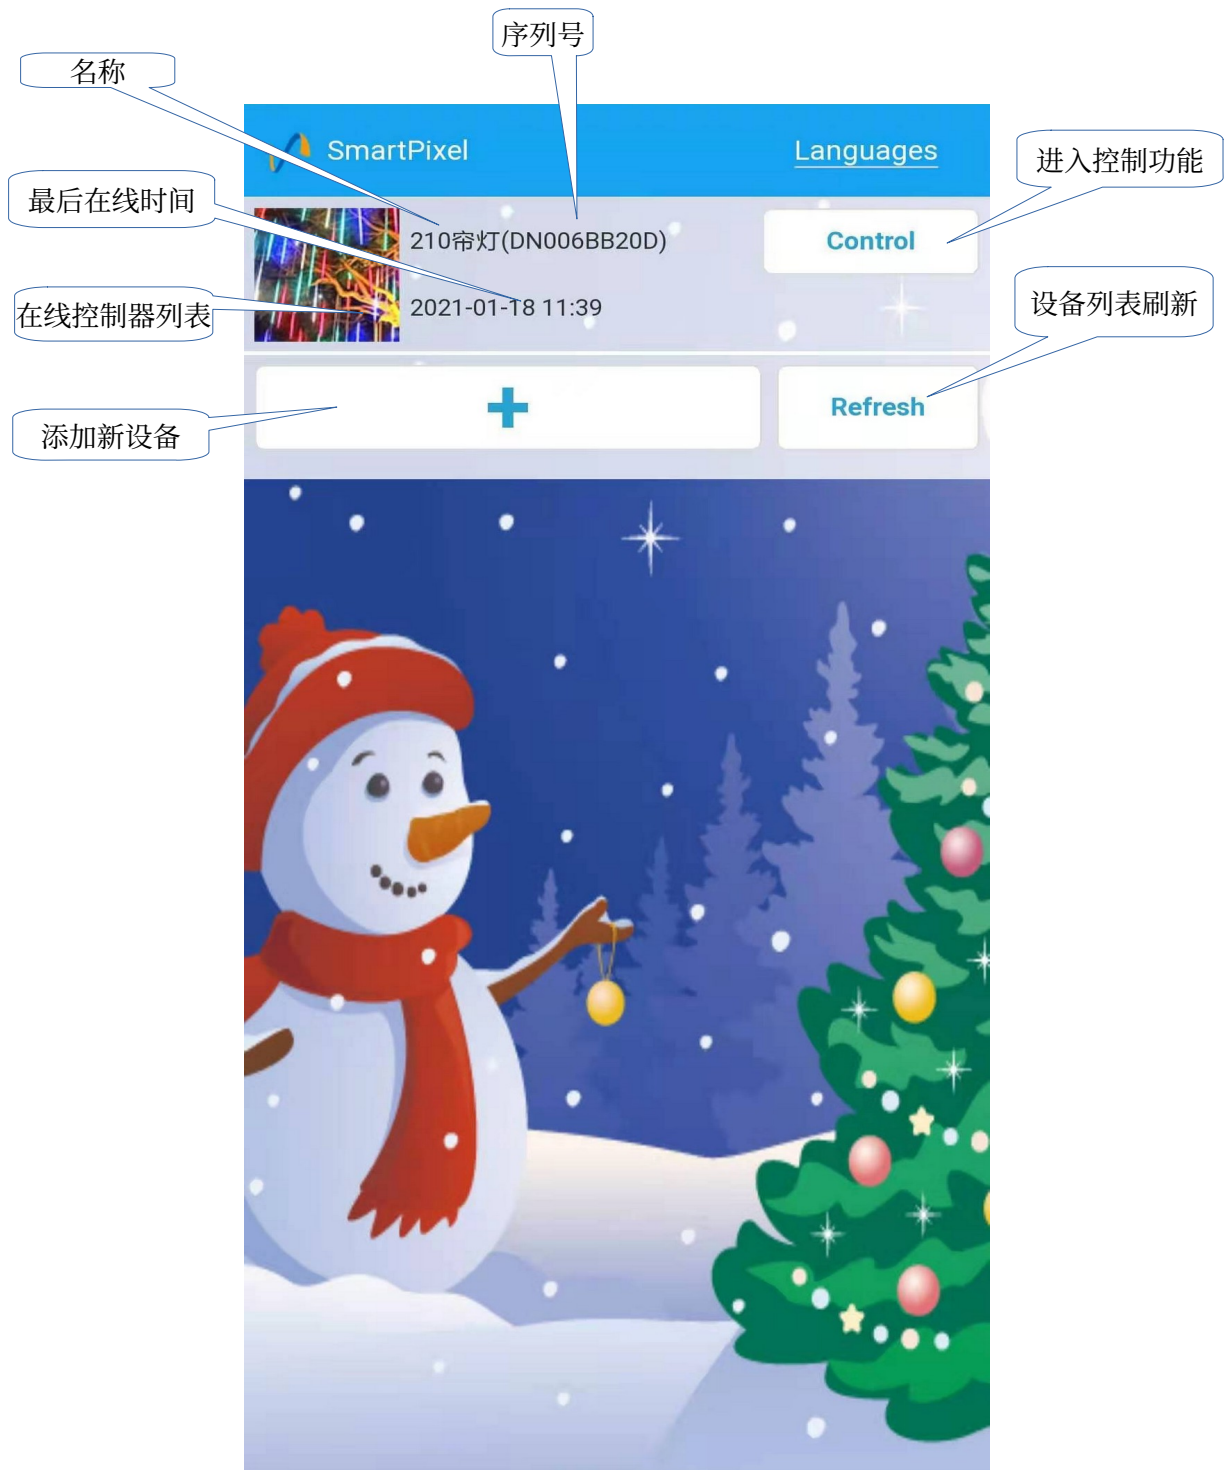 序列号
名称
SmartPixel
Languages
进入控制功能
最后在线时间
210帘灯(DN006BB20D)
Control
在线控制器列表
2021-01-18 11:39
设备列表刷新
添加新设备
+
Refresh